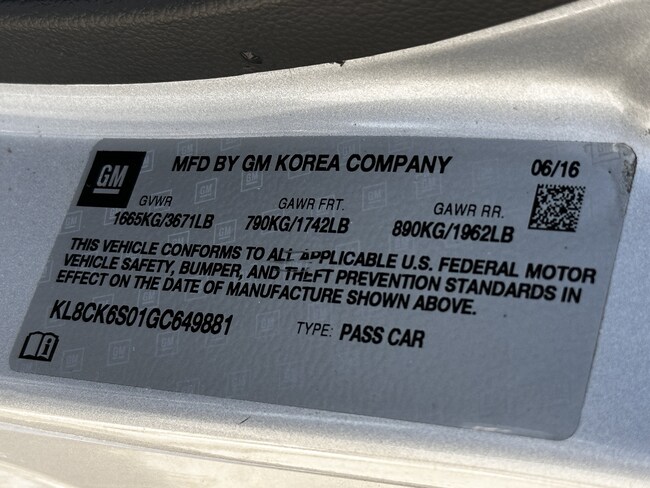 GM
MFD BY GM KOREA COMPANY
06/16
GVWR
GAWR FRT.
GAWR RR.
1665KG/3671LB
790KG/1742LB
890KG/1962LB
THIS VEHICLE CONFORMS TO ALL APPLICABLE U.S. FEDERAL MOTOR
VEHICLE SAFETY, BUMPER, AND THEFT PREVENTION STANDARDS IN
EFFECT ON THE DATE OF MANUFACTURE SHOWN ABOVE.
KL8CK6S01GC649881
TYPE: PASS CAR